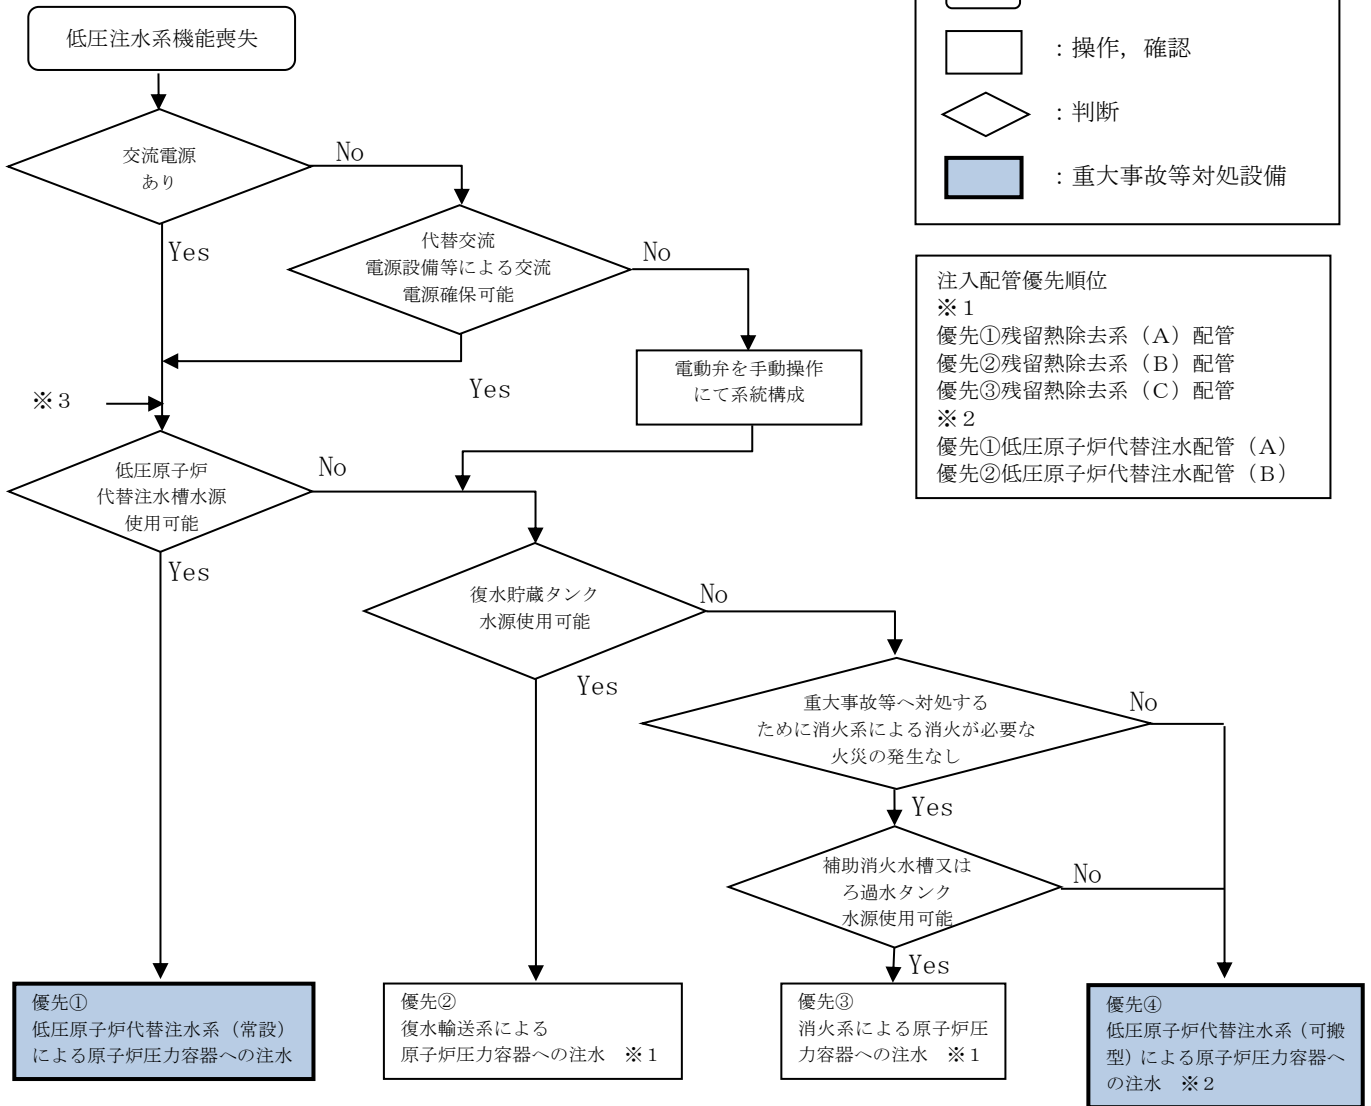 低圧注水系機能喪失
：操作，確認
：判断
：重大事故等対処設備
交流電源
あり
No
Yes
代替交流
電源設備等による交流
電源確保可能
No
Yes
電動弁を手動操作
にて系統構成
注入配管優先順位
※１
優先①残留熱除去系（Ａ）配管
優先②残留熱除去系（Ｂ）配管
優先③残留熱除去系（Ｃ）配管
※２
優先①低圧原子炉代替注水配管（Ａ）
優先②低圧原子炉代替注水配管（Ｂ）
※３
低圧原子炉
代替注水槽水源
使用可能
No
Yes
復水貯蔵タンク
水源使用可能
No
Yes
重大事故等へ対処する
ために消火系による消火が必要な
火災の発生なし
No
Yes
補助消火水槽又は
ろ過水タンク
水源使用可能
No
Yes
優先①
低圧原子炉代替注水系（常設）
による原子炉圧力容器への注水
優先②
復水輸送系による
原子炉圧力容器への注水　※１
優先③
消火系による原子炉圧
力容器への注水　※１
優先④
低圧原子炉代替注水系（可搬
型）による原子炉圧力容器へ
の注水　※２